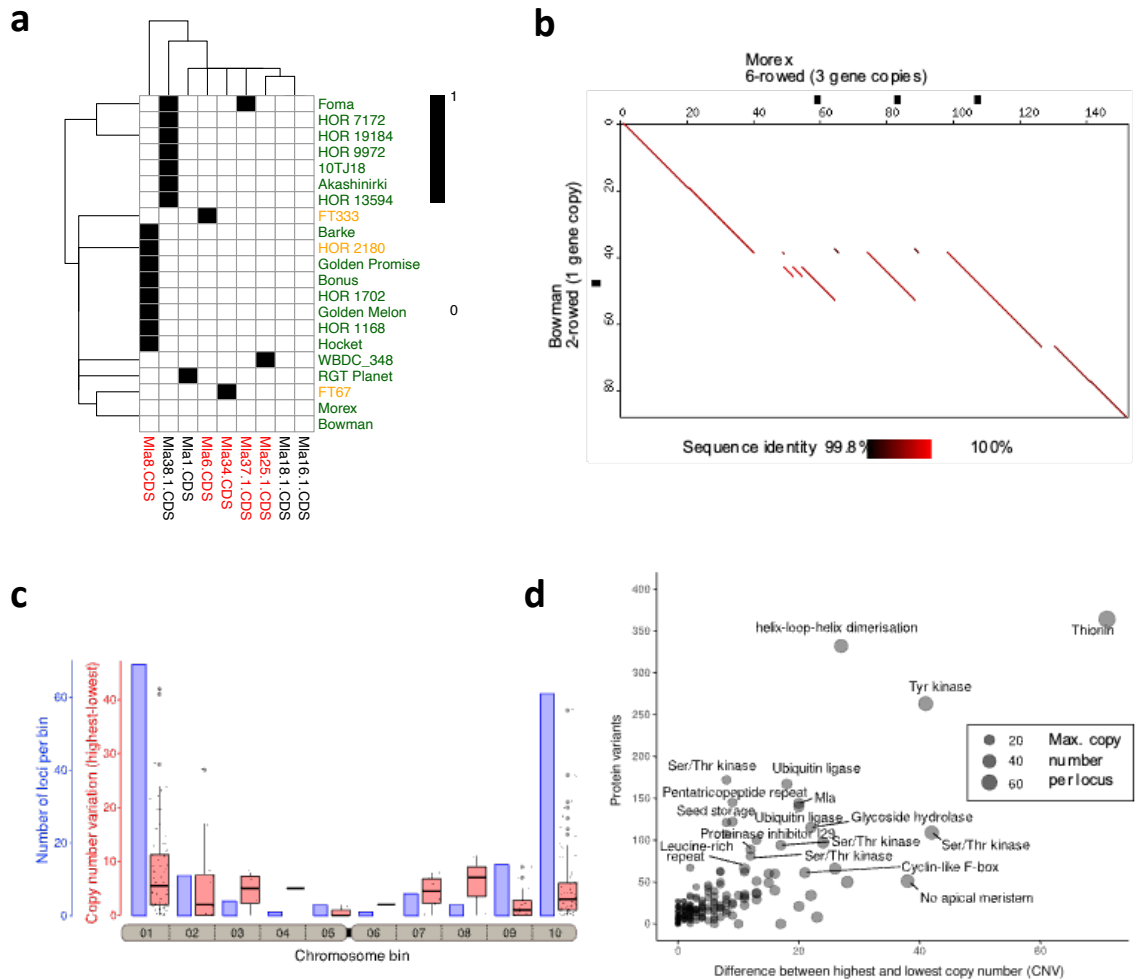 a
1
0
Foma
HOR 7172
HOR 19184
HOR 9972
10TJ18
Akashinirki
HOR 13594
FT333
Barke
HOR 2180
Golden Promise
Bonus
HOR 1702
Golden Melon
HOR 1168
Hocket
WBDC_348
RGT Planet
FT67
Morex
Bowman
Mla8.CDS
Mla38.1.CDS
Mla1.CDS
Mla6.CDS
Mla34.CDS
Mla37.1.CDS
Mla25.1.CDS
Mla18.1.CDS
Mla16.1.CDS
b
Morex
6-rowed (3 gene copies)
0 20 40 60 80 100 120 140
Bowman
2-rowed (1 gene copy)
0
20
40
60
80
Sequence identity 99.8% 100%
c
Number of loci per bin
0
20
40
60
Copy number variation (highest-lowest)
0
10
20
30
40
01 02 03 04 05 06 07 08 09 10
Chromosome bin
d
Protein variants
400
350
300
250
200
150
100
50
0
helix-loop-helix dimerisation
Thionin
Tyr kinase
20 Max. copy
40 number
60 per locus
Ser/Thr kinase
Ubiquitin ligase
Pentatricopeptide repeat
Mla
Seed storage
Ubiquitin ligase
Glycoside hydrolase
Proteinase inhibitor I29
Ser/Thr kinase
Ser/Thr kinase
Leucine-rich
repeat
Ser/Thr kinase
Cyclin-like F-box
No apical meristem
0 20 40 60
Difference between highest and lowest copy number (CNV)